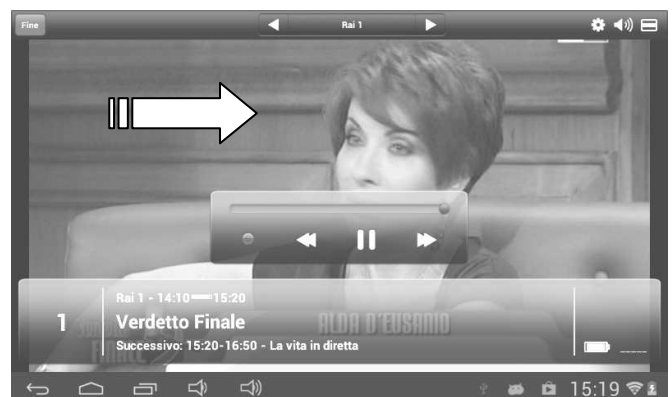 Fine
Rai 1
Rai 1 - 14:10 15:20
1
Verdetto Finale
FINALE
ALDA D'EUSANIO
Successivo: 15:20-16:50 - La vita in diretta
15:19